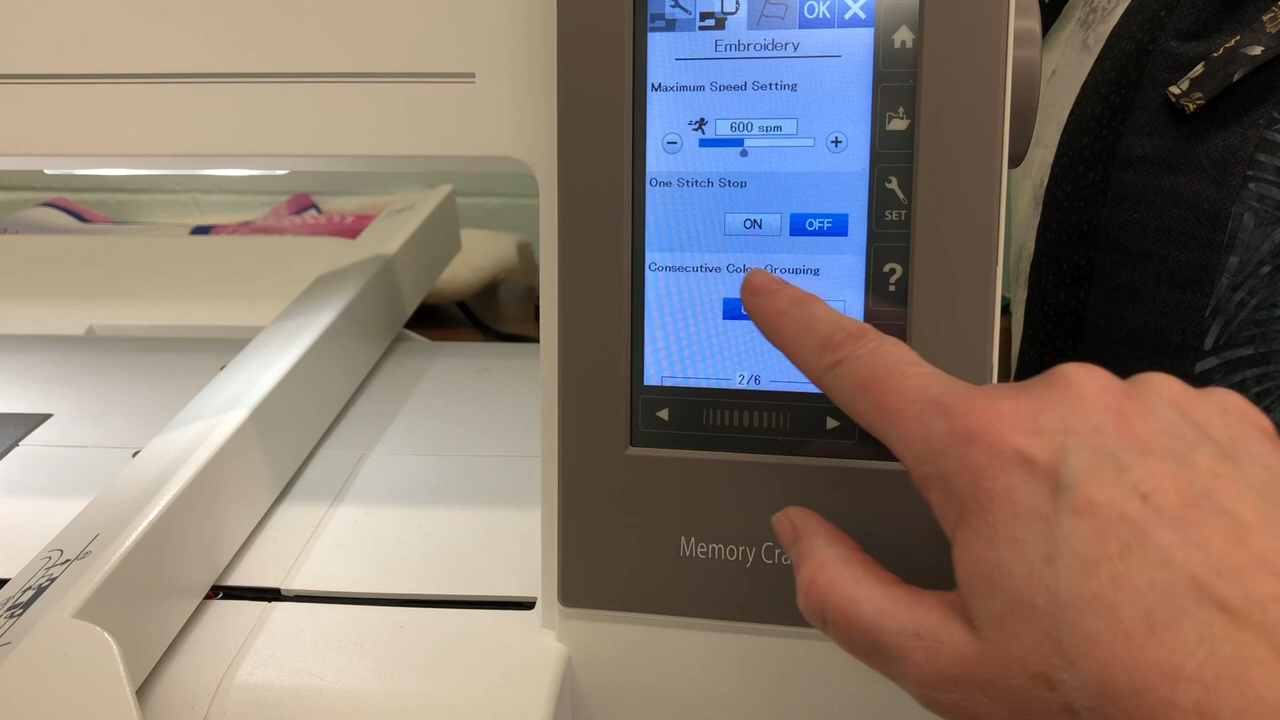 OK
Embroidery
Maximum Speed Setting
600 spm
One Stitch Stop
ON OFF
SET
Consecutive Color Grouping
?
2/6
Memory